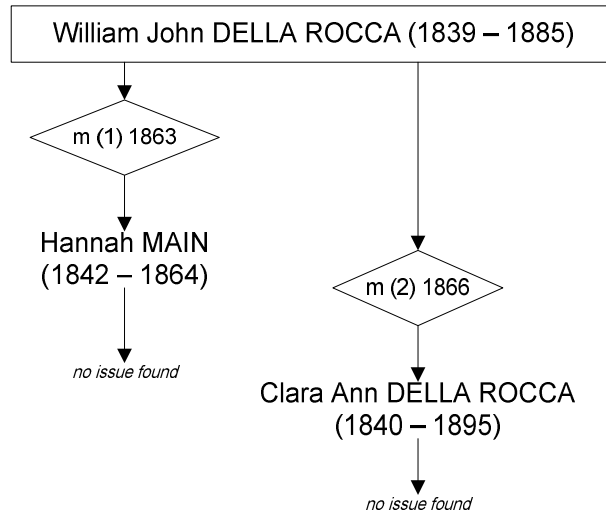 William John DELLA ROCCA (1839 – 1885)
m (1) 1863
Hannah MAIN
(1842 – 1864)
no issue found
m (2) 1866
Clara Ann DELLA ROCCA
(1840 – 1895)
no issue found